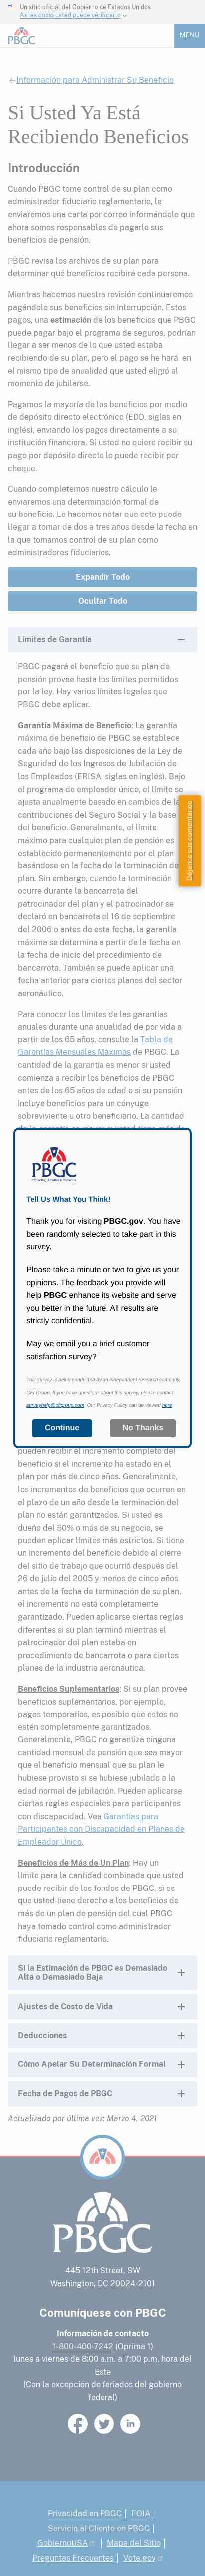 Un sitio oficial del Gobierno de Estados Unidos
Así es como usted puede verificarlo
PBGC
MENU
Información para Administrar Su Beneficio
Si Usted Ya Está
Recibiendo Beneficios
Introducción
Cuando PBGC tome control de su plan como
administrador fiduciario reglamentario, le
enviaremos una carta por correo informándole que
ahora somos responsables de pagarle sus
beneficios de pensión.
PBGC revisa los archivos de su plan para
determinar qué beneficios recibirá cada persona.
Mientras hacemos nuestra revisión continuaremos
pagándole sus beneficios sin interrupción. Estos
pagos, una estimación de los beneficios que PBGC
puede pagar bajo el programa de seguros, podrían
llegar a ser menos de lo que usted estaba
recibiendo de su plan, pero el pago se hará en
el mismo tipo de anualidad que usted eligió al
momento de jubilarse.
Pagamos la mayoría de los beneficios por medio
de depósito directo electrónico (EDD, siglas en
inglés), enviando los pagos directamente a su
institución financiera. Si usted no quiere recibir su
pago por depósito directo lo puede recibir por
cheque.
Cuando completemos nuestro cálculo le
enviaremos una determinación formal de
su beneficio. Lo hacemos notar que esto puede
llegar a tomar de dos a tres años desde la fecha en
que tomamos control de su plan como
administradores fiduciarios.
Expandir Todo
Ocultar Todo
Límites de Garantía
PBGC pagará el beneficio que su plan de
pensión provee hasta los límites permitidos
por la ley. Hay varios límites legales que
PBGC debe aplicar.
Garantía Máxima de Beneficio: La garantía
máxima de beneficio de PBGC se establece
cada año bajo las disposiciones de la Ley de
Seguridad de los Ingresos de Jubilación de
los Empleados (ERISA, siglas en inglés). Bajo
el programa de empleador único, el límite se
ajusta anualmente basado en cambios de la
contribuciones del Seguro Social y la base
del beneficio. Generalmente, el límite
máximo para cualquier plan de pensión es
determinado permanentemente
basándose en la fecha de la terminación del
plan. Sin embargo, cuando la terminación
ocurre durante la bancarrota del
patrocinador del plan y el patrocinador se
declaró en bancarrota el 16 de septiembre
del 2006 o antes de esta fecha, la garantía
máxima, ahora se basa en la fecha del
comienzo del procedimiento de
bancarrota. También se puede aplicar una
fecha anterior para ciertos planes del sector
aeronáutico.
Para conocer los límites de las garantías
anuales durante una anualidad de por vida a
partir de los 65 años, consulte la Tabla de
Garantías Mensuales Máximas de PBGC. La
cantidad de la garantía es menor si usted
comienza a recibir los beneficios de PBGC
antes de los 65 años de edad o si su pensión
incluye beneficios para un cónyuge
sobreviviente u otro beneficiario. La cantidad
Déjenos sus comentarios
PBGC
Protecting America's Pensions
Tell Us What You Think!
Thank you for visiting PBGC.gov. You have
been randomly selected to take part in this
survey.
Please take a minute or two to give us your
opinions. The feedback you provide will
help PBGC enhance its website and serve
you better in the future. All results are
strictly confidential.
May we email you a brief customer
satisfaction survey?
This survey is being conducted by an independent research company,
CFI Group. If you have questions about this survey, please contact
surveyhelp@cfigroup.com. Our Privacy Policy can be viewed here
Continue
No Thanks
pueden recibir el incremento completo del
beneficio si el incremento ha estado en el
plan por más de cinco años. Generalmente,
los incrementos de beneficio que entran en
efecto dentro de cinco años de la
terminación del plan, son garantizados
parcialmente por cada año que hayan
estado en el plan. Si usted es
dueño del 50% o más de su negocio, se
pueden aplicar límites más estrictos. Si tiene
un incremento del beneficio debido al cierre
del sitio de trabajo que ocurrió después del
26 de julio del 2005 y menos de cinco años
antes de la fecha de terminación de su plan,
el incremento probablemente no está
completamente garantizado.
garantizado. Pueden aplicarse ciertas reglas
diferentes si su plan terminó mientras el
patrocinador del plan estaba en
procedimientos de bancarrota o para ciertos
planes de la industria aeronáutica.
Beneficios Suplementarios: Si su plan provee
beneficios suplementarios, por ejemplo,
pagos temporarios, es posible que estos no
estén completamente garantizados.
Generalmente, PBGC no garantiza ninguna
cantidad mensual de pensión que sea mayor
que el beneficio mensual que su plan le
hubiese provisto si se hubiese jubilado a la
edad normal de jubilación. Pueden aplicarse
ciertas reglas especiales para participantes
con discapacidad. Vea Garantías para
Participantes con Discapacidad en Planes de
Empleador Único.
Beneficios de Más de Un Plan: Hay un
límite para la cantidad combinada que usted
puede recibir de todos los planes de PBGC
si usted tiene derecho a los beneficios de
más de un plan de pensión del cual PBGC
haya tomado control como administrador
fiduciario reglementario.
Si la Estimación de PBGC es Demasiado
Alta o Demasiado Baja
Ajustes de Costo de Vida
Deducciones
Cómo Apelar Su Determinación Formal
Fecha de Pagos de PBGC
Actualizado por última vez: Marzo 4, 2021
PBGC
445 12th Street, SW
Washington, DC 20024-2101
Comuníquese con PBGC
Información de contacto
1-800-400-7242 (Oprima 1)
lunes a viernes de 8:00 a.m. a 7:00 p.m. hora del
Este
(Con la excepción de feriados del gobierno
federal)
Privacidad en PBGC | FOIA |
Servicio al Cliente en PBGC |
GobiernoUSA | Mapa del Sitio |
Preguntas Frecuentes | Vote.gov